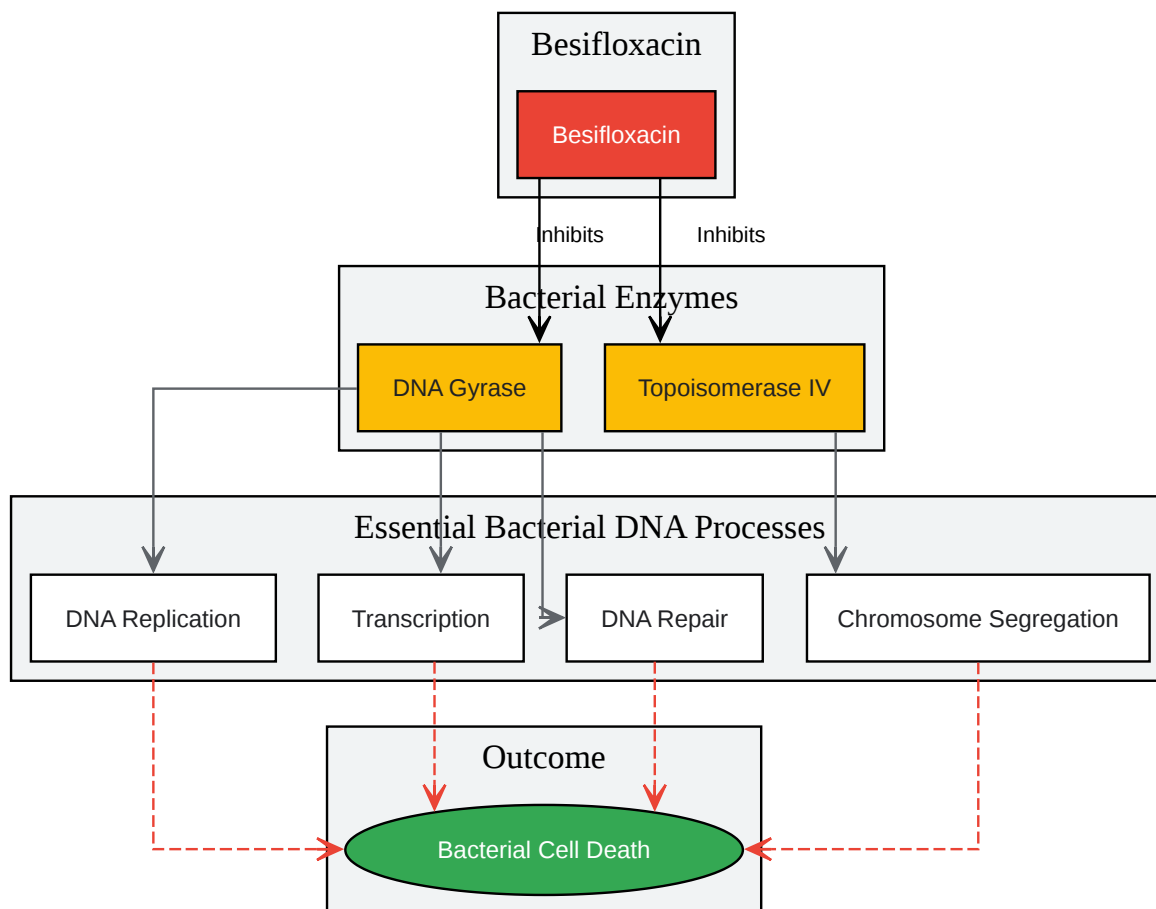 Besifloxacin
Besifloxacin
Inhibits
Inhibits
Bacterial Enzymes
DNA Gyrase
Topoisomerase IV
Essential Bacterial DNA Processes
DNA Replication
Transcription
DNA Repair
Chromosome Segregation
Outcome
Bacterial Cell Death